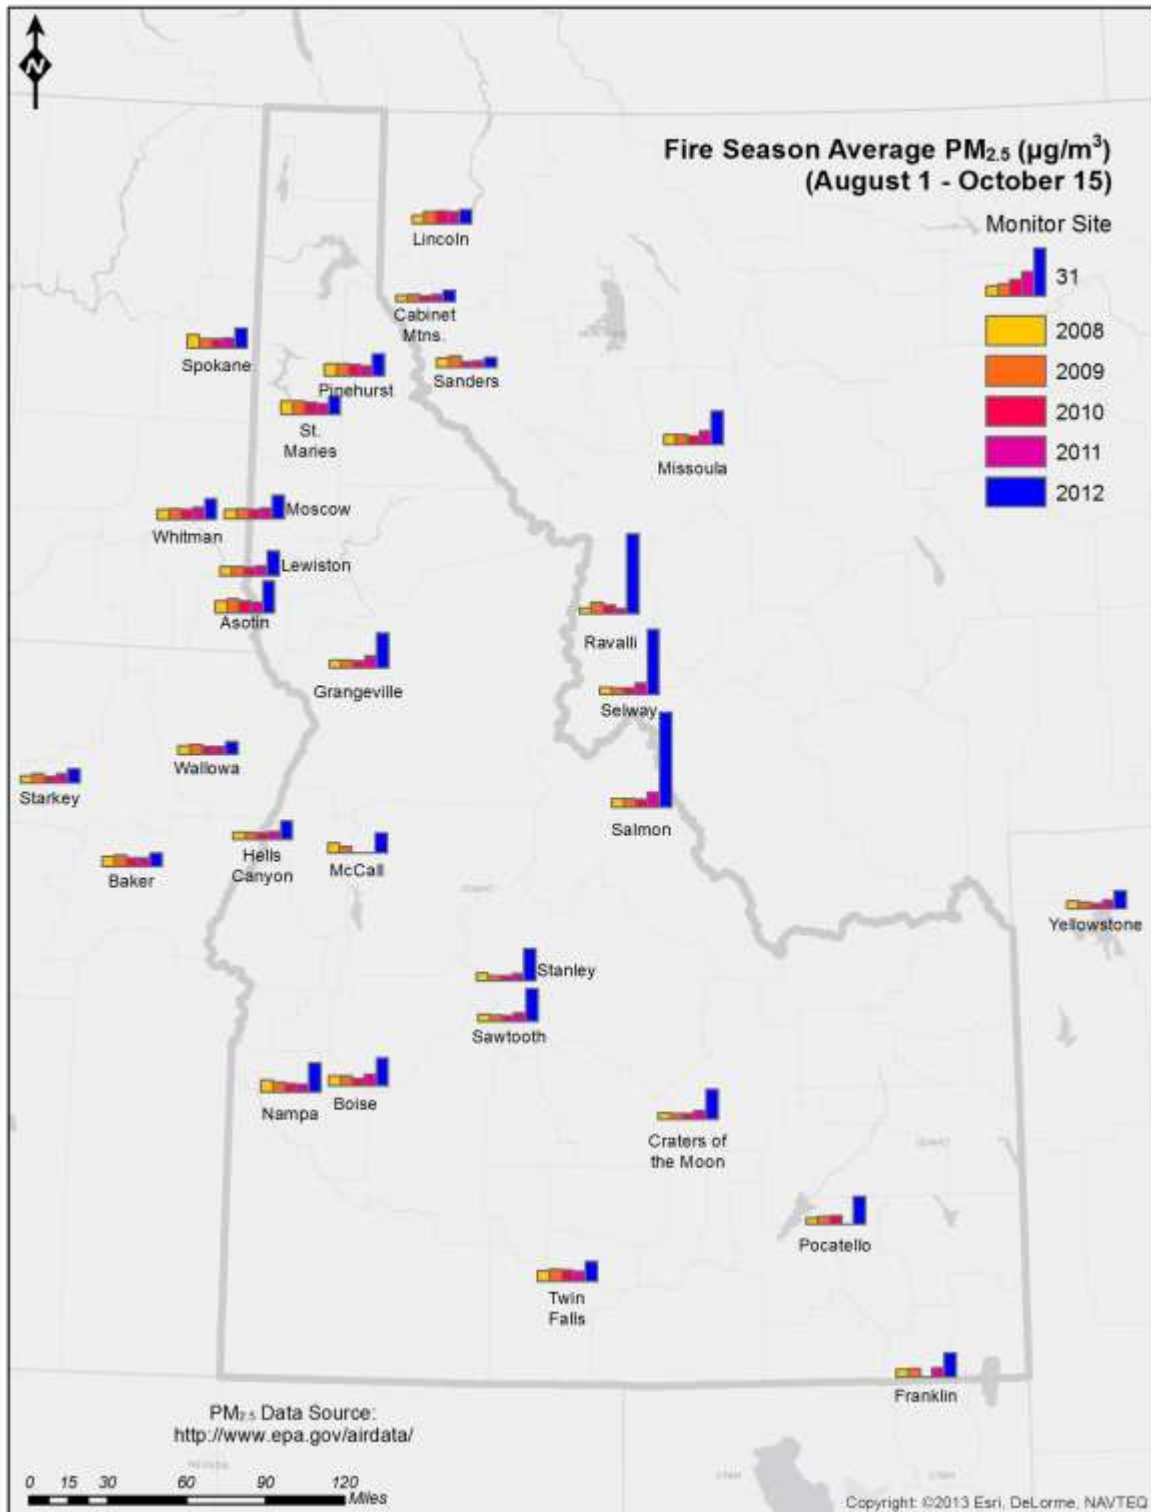 N
Fire Season Average PM2.5 (µg/m³)
(August 1 - October 15)
Monitor Site
31
2008
2009
2010
2011
2012
Lincoln
Cabinet
Mtns.
Spokane
Pinehurst
Sanders
St.
Maries
Missoula
Whitman
Moscow
Lewiston
Asotin
Ravalli
Grangeville
Selway
Wallowa
Starkey
Salmon
Hells
Canyon
McCall
Baker
Yellowstone
Stanley
Sawtooth
Nampa
Boise
Craters of
the Moon
Pocatello
Twin
Falls
Franklin
PM2.5 Data Source:
http://www.epa.gov/airdata/
0 15 30 60 90 120
Miles
Copyright: ©2013 Esri, DeLorme, NAVTEQ